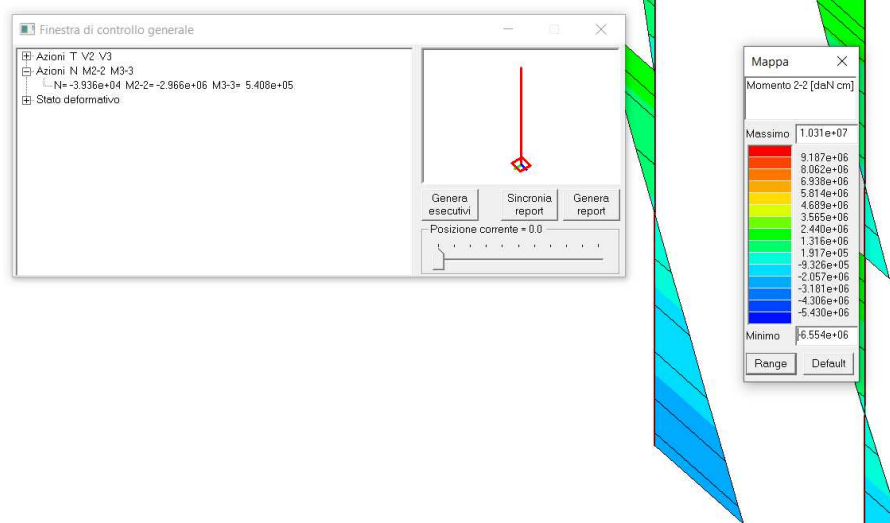 Finestra di controllo generale
Azioni T V2 V3
Azioni N M2-2 M3-3
N= -3.936e+04 M2-2= -2.966e+06 M3-3= 5.408e+05
Stato deformativo
Genera esecutivi
Sincronia report
Genera report
Posizione corrente = 0.0
Mappa
Momento 2-2 [daN cm]
Massimo 1.031e+07
9.187e+06
8.062e+06
6.938e+06
5.814e+06
4.689e+06
3.565e+06
2.440e+06
1.316e+06
1.917e+05
-9.326e+05
-2.057e+06
-3.181e+06
-4.306e+06
-5.430e+06
Minimo -6.554e+06
Range Default